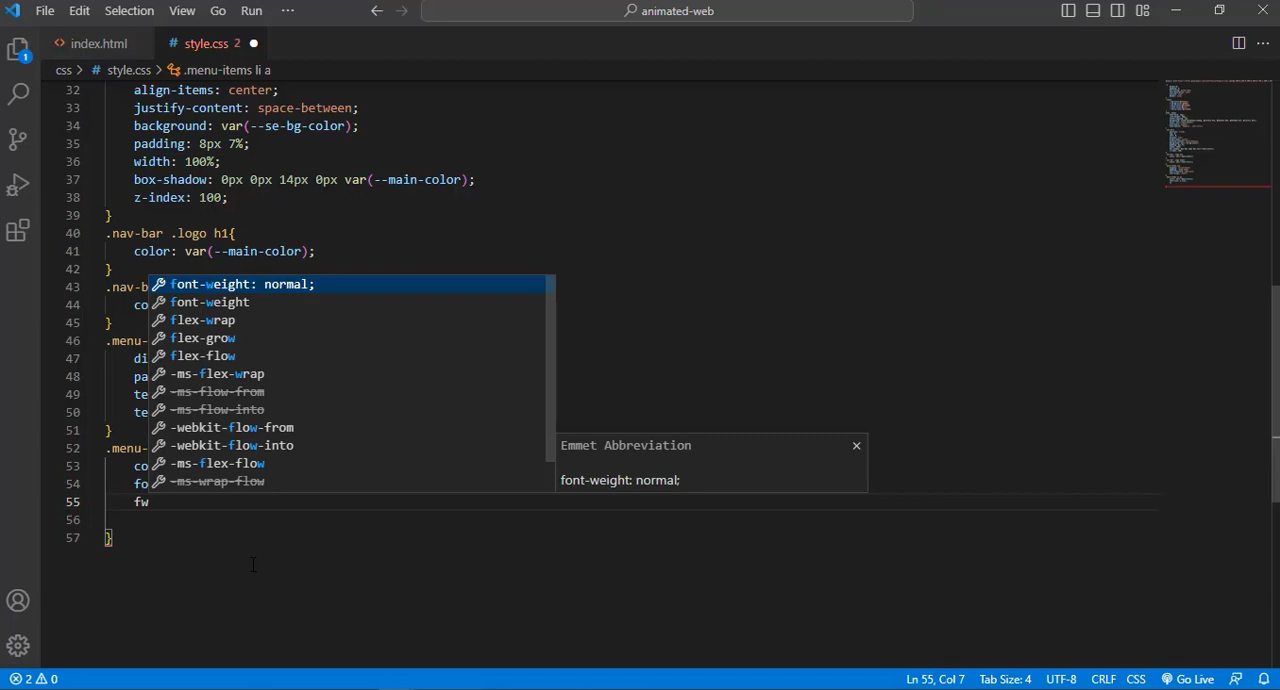 File Edit Selection View Go Run ··· animated-web
index.html # style.css 2
css > # style.css > .menu-items li a
32 align-items: center;
33 justify-content: space-between;
34 background: var(--se-bg-color);
35 padding: 8px 7%;
36 width: 100%;
37 box-shadow: 0px 0px 14px 0px var(--main-color);
38 z-index: 100;
39 }
40 .nav-bar .logo h1{
41 color: var(--main-color);
42 }
43 .nav-b
font-weight: normal;
44 co
font-weight
45 }
flex-wrap
46 .menu-
flex-grow
47 di
flex-flow
48 pa
-ms-flex-wrap
49 te
-ms-flow-from
50 te
-ms-flow-into
51 }
-webkit-flow-from
52 .menu-
-webkit-flow-into
Emmet Abbreviation
53 co
-ms-flex-flow
54 fo
-ms-wrap-flow
font-weight: normal;
55 fw
56
57 }
1
2 0 Ln 55, Col 7 Tab Size: 4 UTF-8 CRLF CSS Go Live